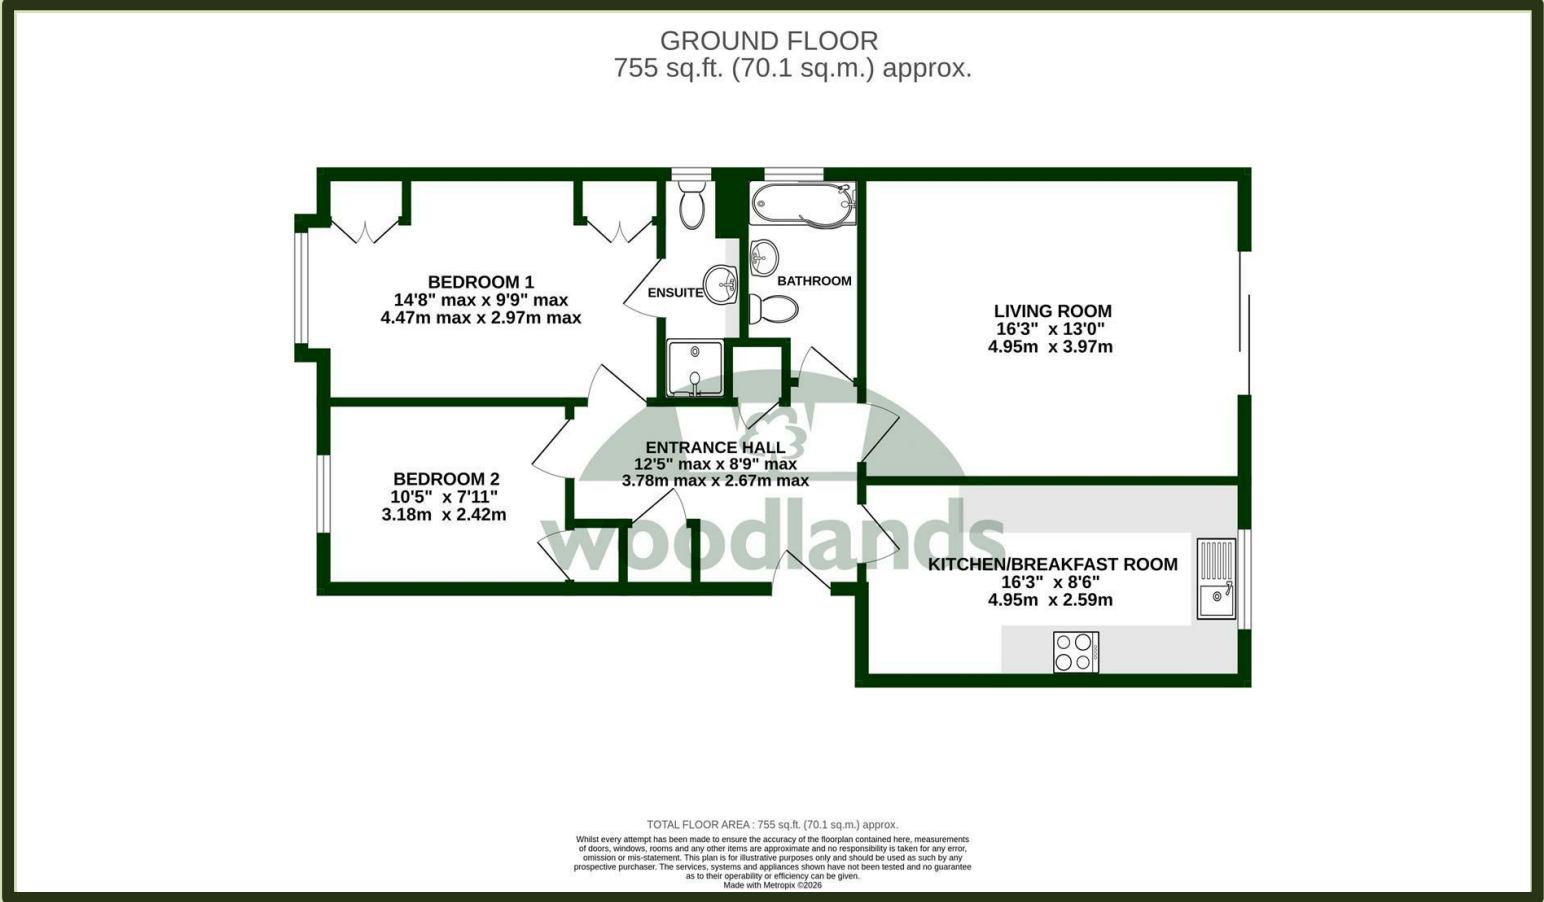 GROUND FLOOR
755 sq.ft. (70.1 sq.m.) approx.
BEDROOM 1
14'8" max x 9'9" max
4.47m max x 2.97m max
ENSUITE
BATHROOM
LIVING ROOM
16'3" x 13'0"
4.95m x 3.97m
ENTRANCE HALL
12'5" max x 8'9" max
3.78m max x 2.67m max
BEDROOM 2
10'5" x 7'11"
3.18m x 2.42m
woodlands
KITCHEN/BREAKFAST ROOM
16'3" x 8'6"
4.95m x 2.59m
TOTAL FLOOR AREA : 755 sq.ft. (70.1 sq.m.) approx.
Whilst every attempt has been made to ensure the accuracy of the floorplan contained here, measurements
of doors, windows, rooms and any other items are approximate and no responsibility is taken for any error,
omission or mis-statement. This plan is for illustrative purposes only and should be used as such by any
prospective purchaser. The services, systems and appliances shown have not been tested and no guarantee
as to their operability or efficiency can be given.
Made with Metropix ©2026